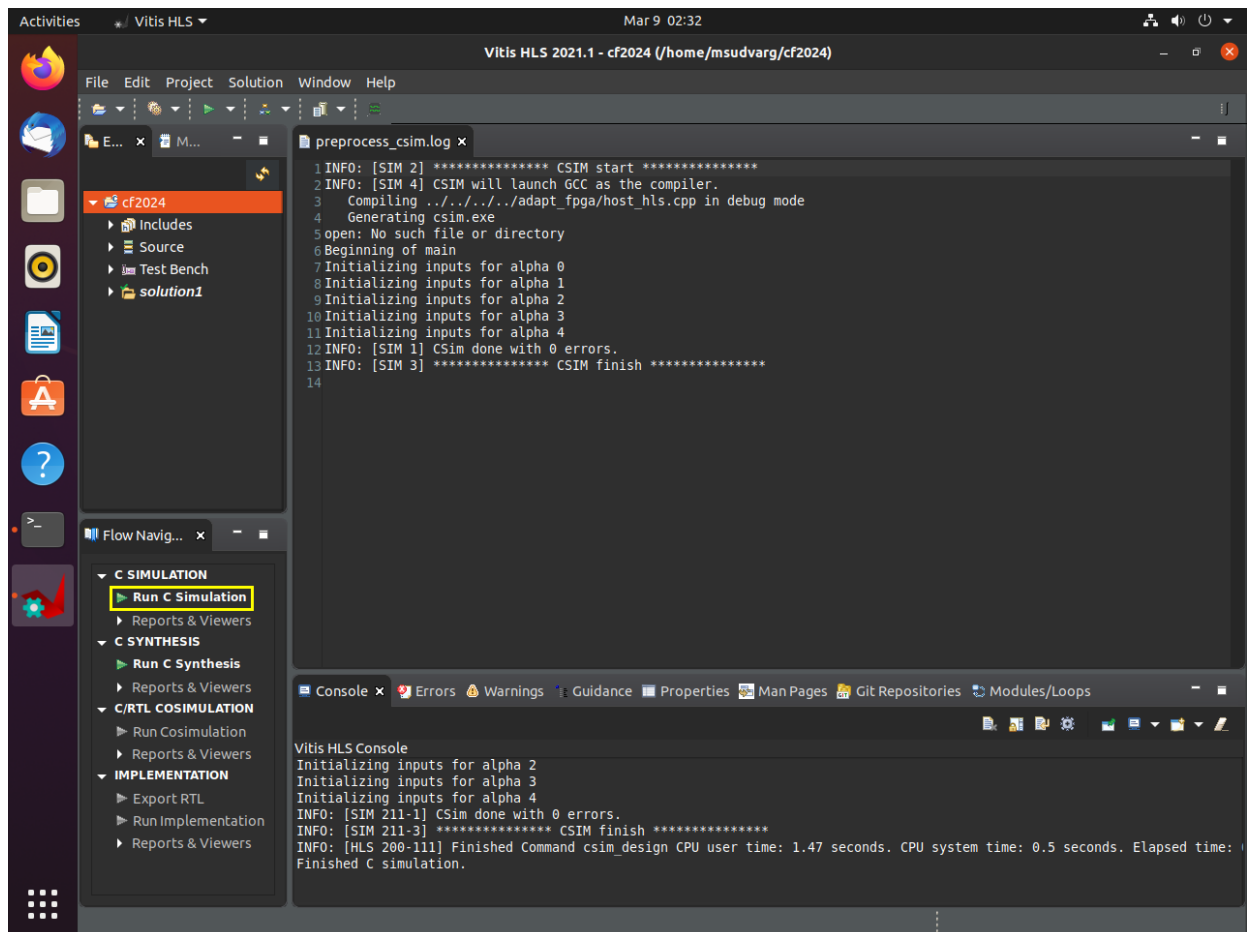 Activities Vitis HLS Mar 9 02:32
Vitis HLS 2021.1 - cf2024 (/home/msudvarg/cf2024)
File Edit Project Solution Window Help
E... M...
cf2024
Includes
Source
Test Bench
solution1
preprocess_csim.log
1 INFO: [SIM 2] *************** CSIM start ***************
2 INFO: [SIM 4] CSIM will launch GCC as the compiler.
3 Compiling ../../../../adapt_fpga/host_hls.cpp in debug mode
4 Generating csim.exe
5 open: No such file or directory
6 Beginning of main
7 Initializing inputs for alpha 0
8 Initializing inputs for alpha 1
9 Initializing inputs for alpha 2
10 Initializing inputs for alpha 3
11 Initializing inputs for alpha 4
12 INFO: [SIM 1] CSim done with 0 errors.
13 INFO: [SIM 3] *************** CSIM finish ***************
14
Flow Navig...
C SIMULATION
Run C Simulation
Reports & Viewers
C SYNTHESIS
Run C Synthesis
Reports & Viewers
C/RTL COSIMULATION
Run Cosimulation
Reports & Viewers
IMPLEMENTATION
Export RTL
Run Implementation
Reports & Viewers
Console Errors Warnings Guidance Properties Man Pages Git Repositories Modules/Loops
Vitis HLS Console
Initializing inputs for alpha 2
Initializing inputs for alpha 3
Initializing inputs for alpha 4
INFO: [SIM 211-1] CSim done with 0 errors.
INFO: [SIM 211-3] *************** CSIM finish ***************
INFO: [HLS 200-111] Finished Command csim_design CPU user time: 1.47 seconds. CPU system time: 0.5 seconds. Elapsed time:
Finished C simulation.